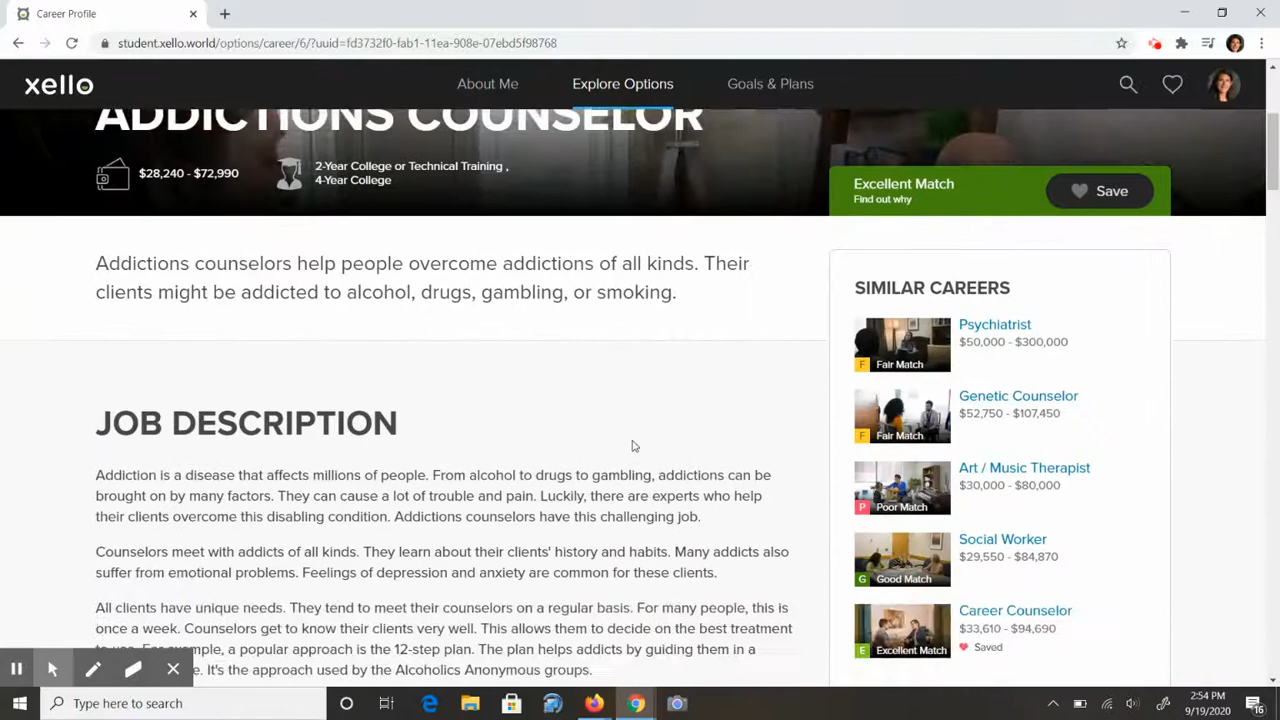 Career Profile
student.xello.world/options/career/6/?uuid=fd3732f0-fab1-11ea-908e-07ebd5f98768
xello
About Me
Explore Options
Goals & Plans
ADDICTIONS COUNSELOR
$28,240 - $72,990
2-Year College or Technical Training ,
4-Year College
Excellent Match
Find out why
Save
Addictions counselors help people overcome addictions of all kinds. Their
clients might be addicted to alcohol, drugs, gambling, or smoking.
JOB DESCRIPTION
Addiction is a disease that affects millions of people. From alcohol to drugs to gambling, addictions can be
brought on by many factors. They can cause a lot of trouble and pain. Luckily, there are experts who help
their clients overcome this disabling condition. Addictions counselors have this challenging job.
Counselors meet with addicts of all kinds. They learn about their clients' history and habits. Many addicts also
suffer from emotional problems. Feelings of depression and anxiety are common for these clients.
All clients have unique needs. They tend to meet their counselors on a regular basis. For many people, this is
once a week. Counselors get to know their clients very well. This allows them to decide on the best treatment
a popular approach is the 12-step plan. The plan helps addicts by guiding them in a
It's the approach used by the Alcoholics Anonymous groups.
SIMILAR CAREERS
Psychiatrist
$50,000 - $300,000
F Fair Match
Genetic Counselor
$52,750 - $107,450
F Fair Match
Art / Music Therapist
$30,000 - $80,000
P Poor Match
Social Worker
$29,550 - $84,870
G Good Match
Career Counselor
$33,610 - $94,690
Saved
E Excellent Match
Type here to search
2:54 PM
9/19/2020
16